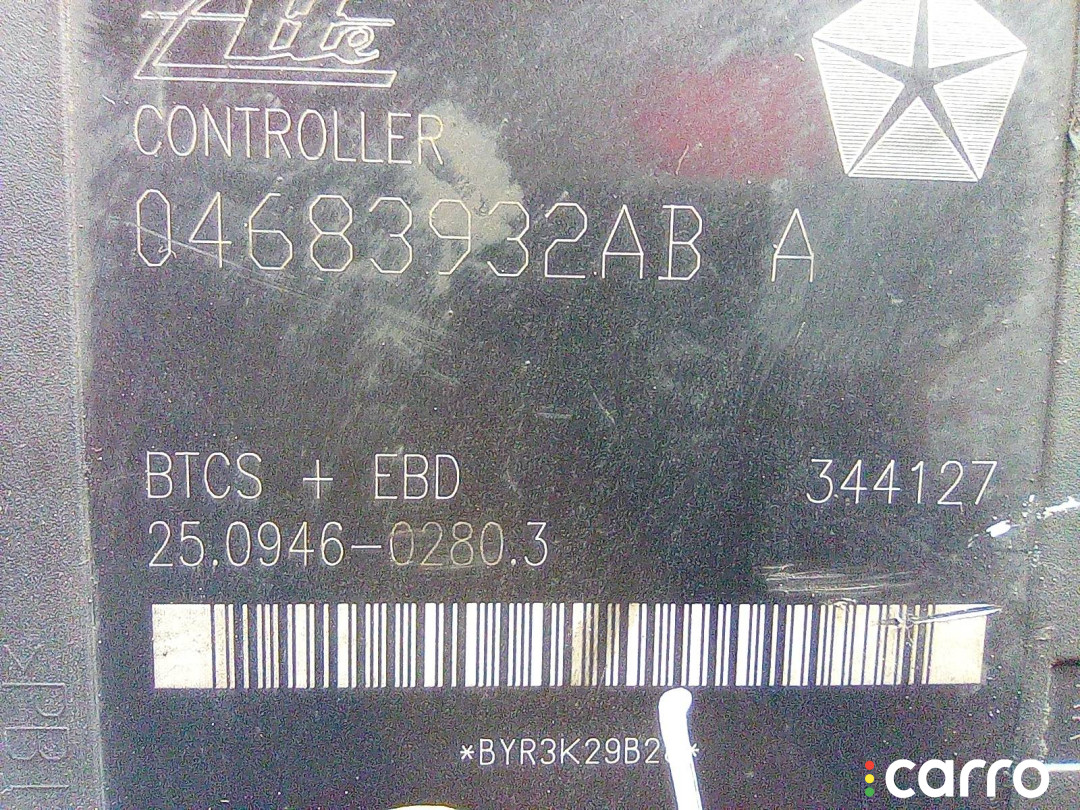 Ate
CONTROLLER
04683932AB A
BTCS + EBD 344127
25.0946-0280.3
carro